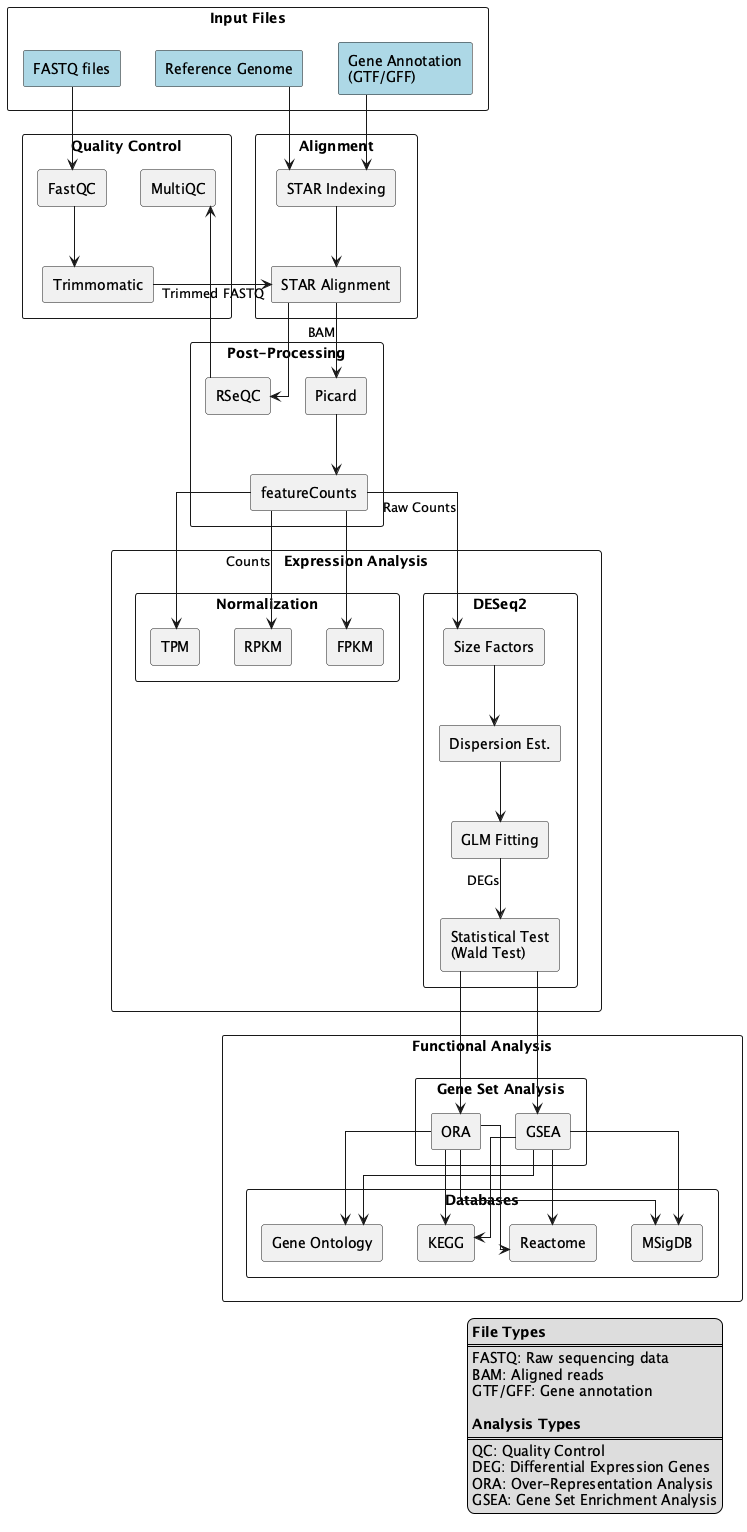 Input Files
FASTQ files
Reference Genome
Gene Annotation
(GTF/GFF)
Quality Control
Alignment
FastQC
MultiQC
STAR Indexing
Trimmomatic
Trimmed FASTQ
STAR Alignment
BAM
Post-Processing
RSeQC
Picard
featureCounts
Raw Counts
Counts
Expression Analysis
Normalization
DESeq2
TPM
RPKM
FPKM
Size Factors
Dispersion Est.
GLM Fitting
DEGs
Statistical Test
(Wald Test)
Functional Analysis
Gene Set Analysis
ORA
GSEA
Databases
Gene Ontology
KEGG
Reactome
MSigDB
File Types
FASTQ: Raw sequencing data
BAM: Aligned reads
GTF/GFF: Gene annotation
Analysis Types
QC: Quality Control
DEG: Differential Expression Genes
ORA: Over-Representation Analysis
GSEA: Gene Set Enrichment Analysis